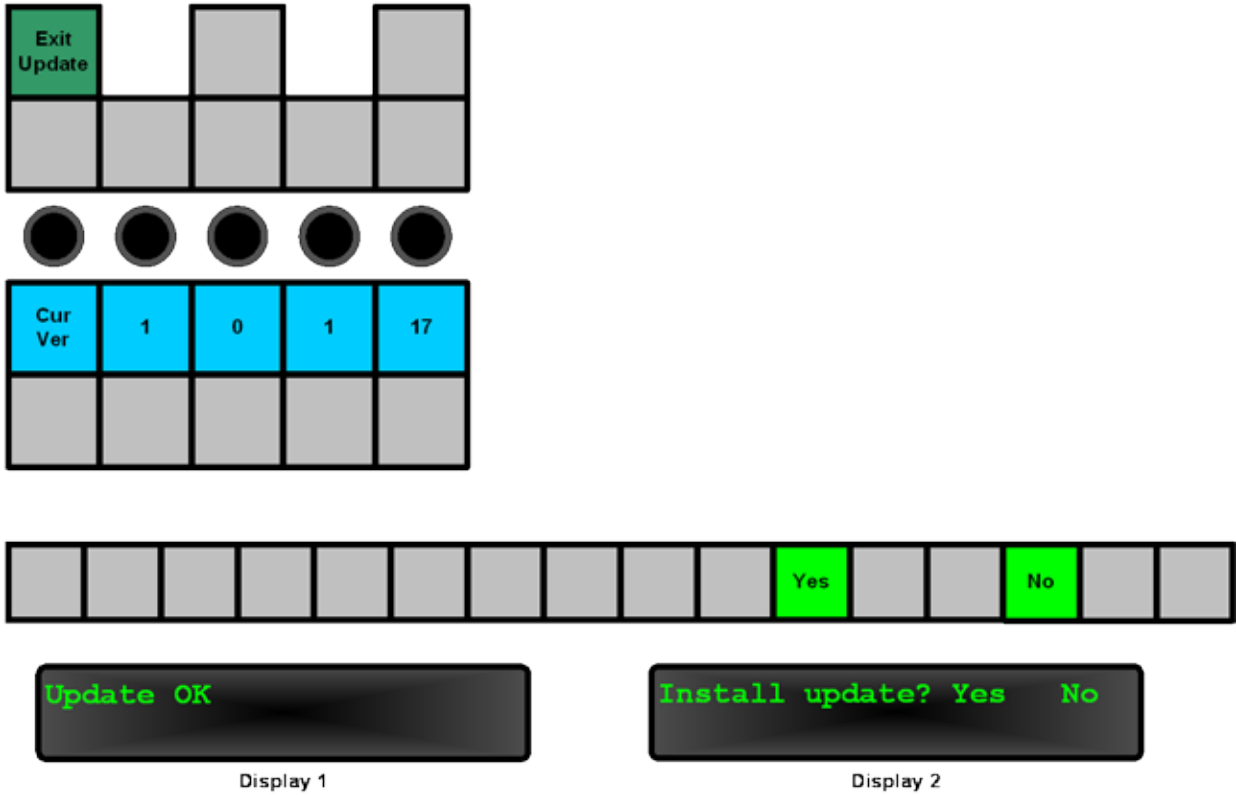 Exit
Update
Cur
Ver
1
0
1
17
Yes
No
Update OK
Install update? Yes No
Display 1
Display 2